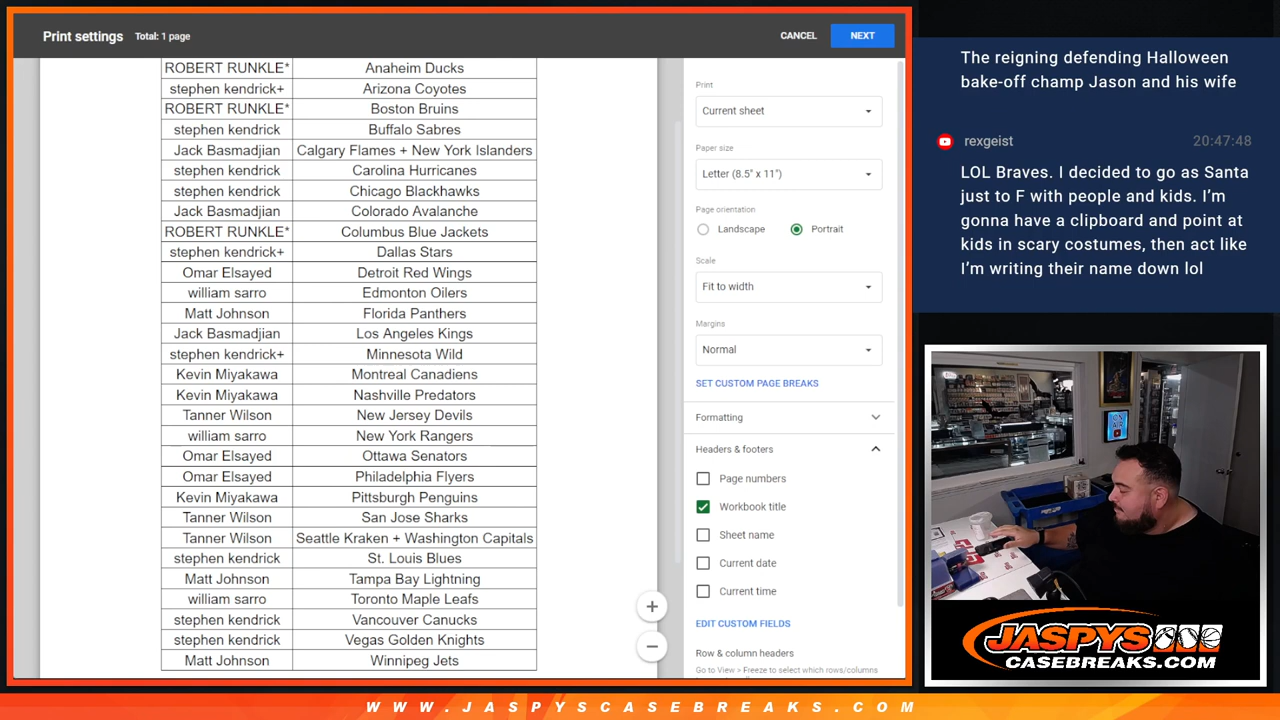 Print settings Total: 1 page CANCEL NEXT
ROBERT RUNKLE* Anaheim Ducks
stephen kendrick+ Arizona Coyotes
ROBERT RUNKLE* Boston Bruins
stephen kendrick Buffalo Sabres
Jack Basmadjian Calgary Flames + New York Islanders
stephen kendrick Carolina Hurricanes
stephen kendrick Chicago Blackhawks
Jack Basmadjian Colorado Avalanche
ROBERT RUNKLE* Columbus Blue Jackets
stephen kendrick+ Dallas Stars
Omar Elsayed Detroit Red Wings
william sarro Edmonton Oilers
Matt Johnson Florida Panthers
Jack Basmadjian Los Angeles Kings
stephen kendrick+ Minnesota Wild
Kevin Miyakawa Montreal Canadiens
Kevin Miyakawa Nashville Predators
Tanner Wilson New Jersey Devils
william sarro New York Rangers
Omar Elsayed Ottawa Senators
Omar Elsayed Philadelphia Flyers
Kevin Miyakawa Pittsburgh Penguins
Tanner Wilson San Jose Sharks
Tanner Wilson Seattle Kraken + Washington Capitals
stephen kendrick St. Louis Blues
Matt Johnson Tampa Bay Lightning
william sarro Toronto Maple Leafs
stephen kendrick Vancouver Canucks
stephen kendrick Vegas Golden Knights
Matt Johnson Winnipeg Jets
Print
Current sheet
Paper size
Letter (8.5" x 11")
Page orientation
Landscape Portrait
Scale
Fit to width
Margins
Normal
SET CUSTOM PAGE BREAKS
Formatting
Headers & footers
Page numbers
Workbook title
Sheet name
Current date
Current time
EDIT CUSTOM FIELDS
Row & column headers
Go to View > Freeze to select which rows/columns
The reigning defending Halloween
bake-off champ Jason and his wife
rexgeist 20:47:48
LOL Braves. I decided to go as Santa
just to F with people and kids. I'm
gonna have a clipboard and point at
kids in scary costumes, then act like
I'm writing their name down lol
JASPYS
CASEBREAKS.COM
WWW.JASPYSCASEBREAKS.COM